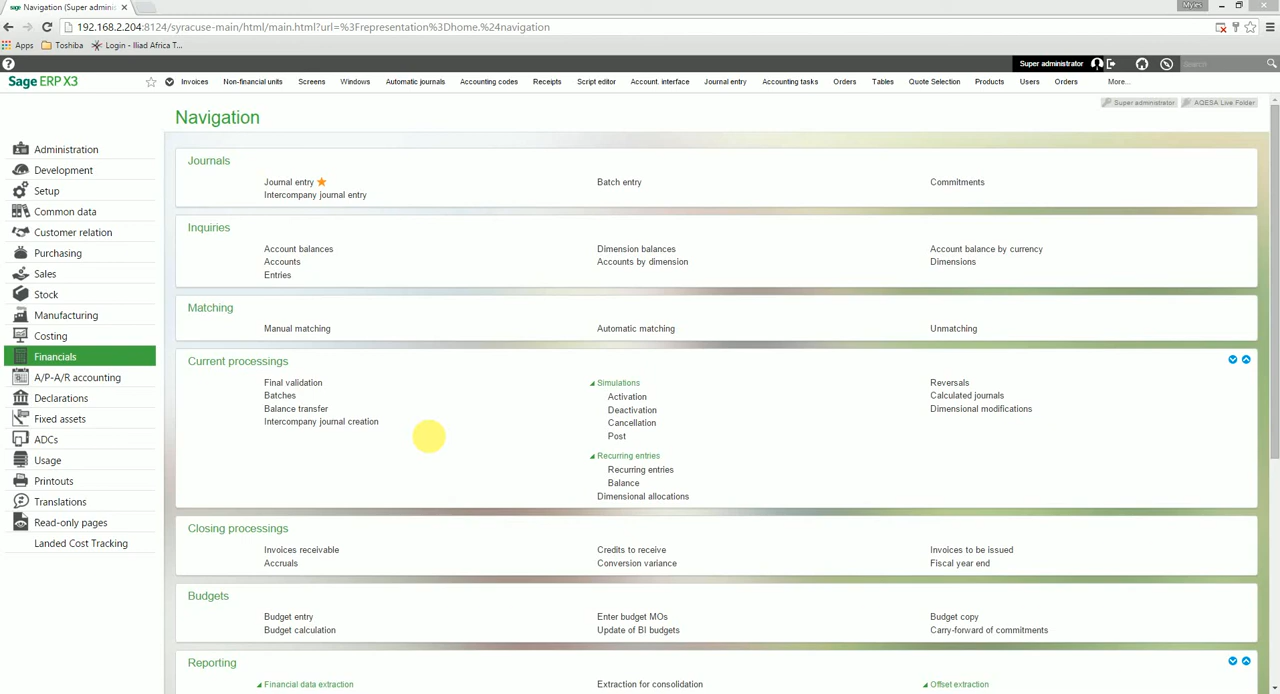 Navigation (Super adminis
Myles
192.168.2.204:8124/syracuse-main/html/main.html?url=%3Frepresentation%3Dhome.%24navigation
Apps Toshiba Login - Iliad Africa T...
Super administrator Search
Sage ERP X3 Invoices Non-financial units Screens Windows Automatic journals Accounting codes Receipts Script editor Account. interface Journal entry Accounting tasks Orders Tables Quote Selection Products Users Orders More...
Super administrator AQESA Live Folder
Navigation
Administration
Development
Setup
Common data
Customer relation
Purchasing
Sales
Stock
Manufacturing
Costing
Financials
A/P-A/R accounting
Declarations
Fixed assets
ADCs
Usage
Printouts
Translations
Read-only pages
Landed Cost Tracking
Journals
Journal entry Batch entry Commitments
Intercompany journal entry
Inquiries
Account balances Dimension balances Account balance by currency
Accounts Accounts by dimension Dimensions
Entries
Matching
Manual matching Automatic matching Unmatching
Current processings
Final validation Simulations Reversals
Batches Activation Calculated journals
Balance transfer Deactivation Dimensional modifications
Intercompany journal creation Cancellation
Post
Recurring entries
Recurring entries
Balance
Dimensional allocations
Closing processings
Invoices receivable Credits to receive Invoices to be issued
Accruals Conversion variance Fiscal year end
Budgets
Budget entry Enter budget MOs Budget copy
Budget calculation Update of BI budgets Carry-forward of commitments
Reporting
Financial data extraction Extraction for consolidation Offset extraction